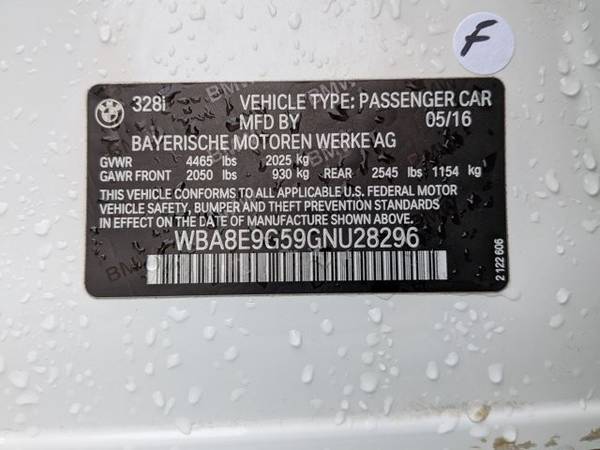 F
328i VEHICLE TYPE: PASSENGER CAR
MFD BY 05/16
BAYERISCHE MOTOREN WERKE AG
GVWR 4465 lbs 2025 kg
GAWR FRONT 2050 lbs 930 kg REAR 2545 lbs 1154 kg
THIS VEHICLE CONFORMS TO ALL APPLICABLE U.S. FEDERAL MOTOR
VEHICLE SAFETY, BUMPER AND THEFT PREVENTION STANDARDS
IN EFFECT ON THE DATE OF MANUFACTURE SHOWN ABOVE.
WBA8E9G59GNU28296
2 122 606